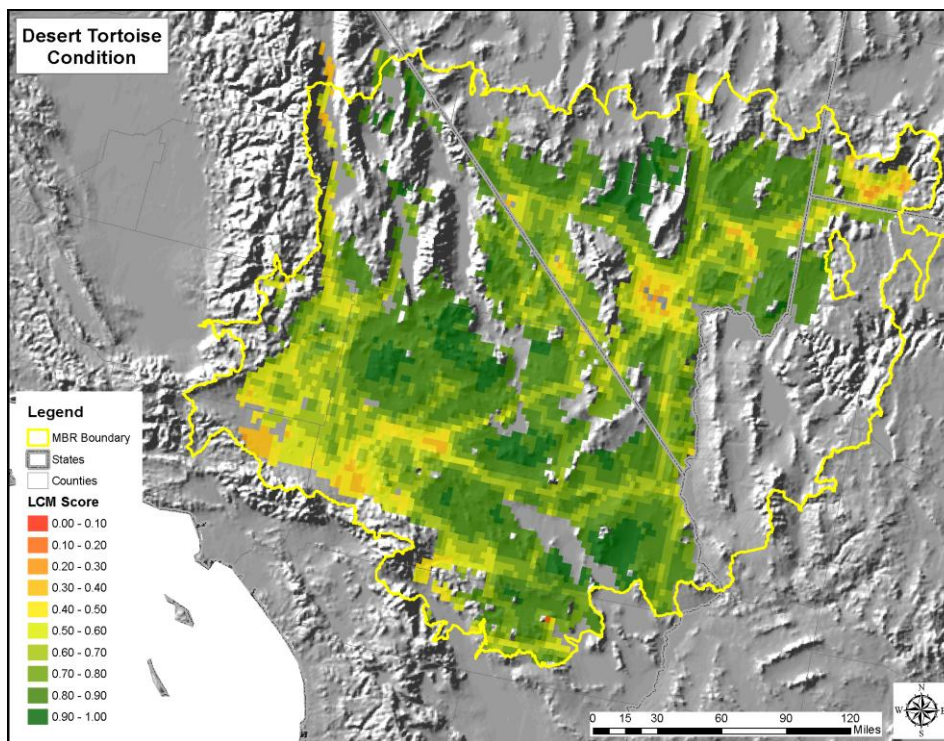 Desert Tortoise
Condition
Legend
MBR Boundary
States
Counties
LCM Score
0.00 - 0.10
0.10 - 0.20
0.20 - 0.30
0.30 - 0.40
0.40 - 0.50
0.50 - 0.60
0.60 - 0.70
0.70 - 0.80
0.80 - 0.90
0.90 - 1.00
0 15 30 60 90 120
Miles
N
W E
S